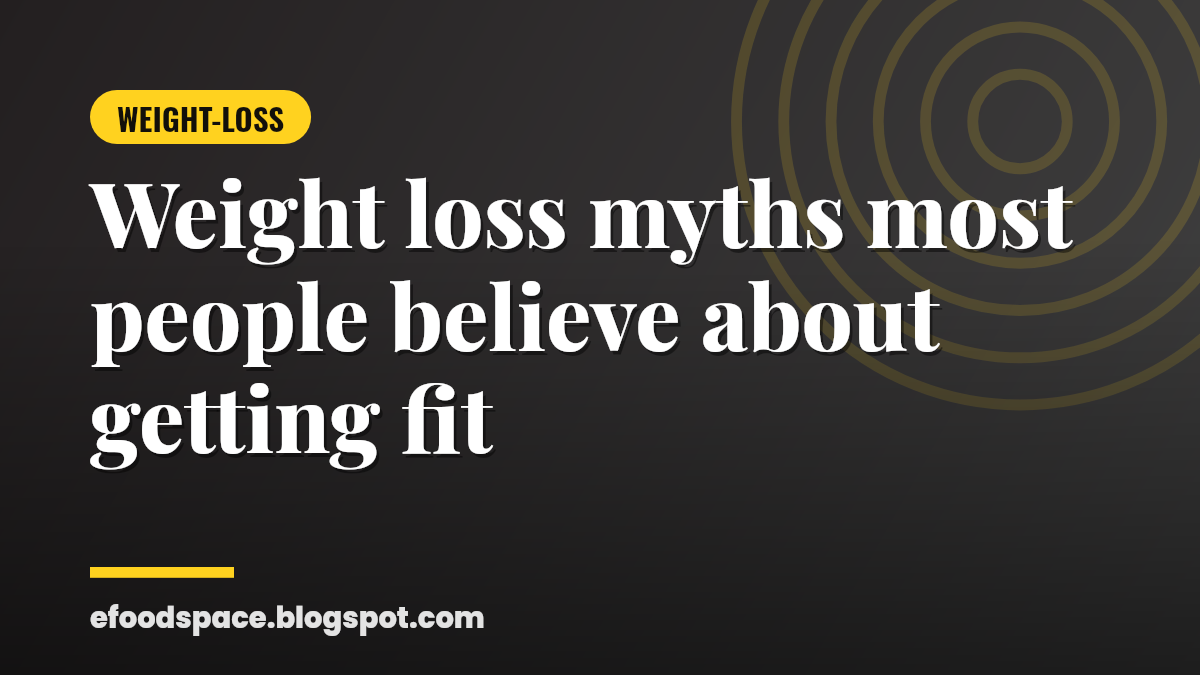 WEIGHT-LOSS
Weight loss myths most
people believe about
getting fit
efoodspace.blogspot.com